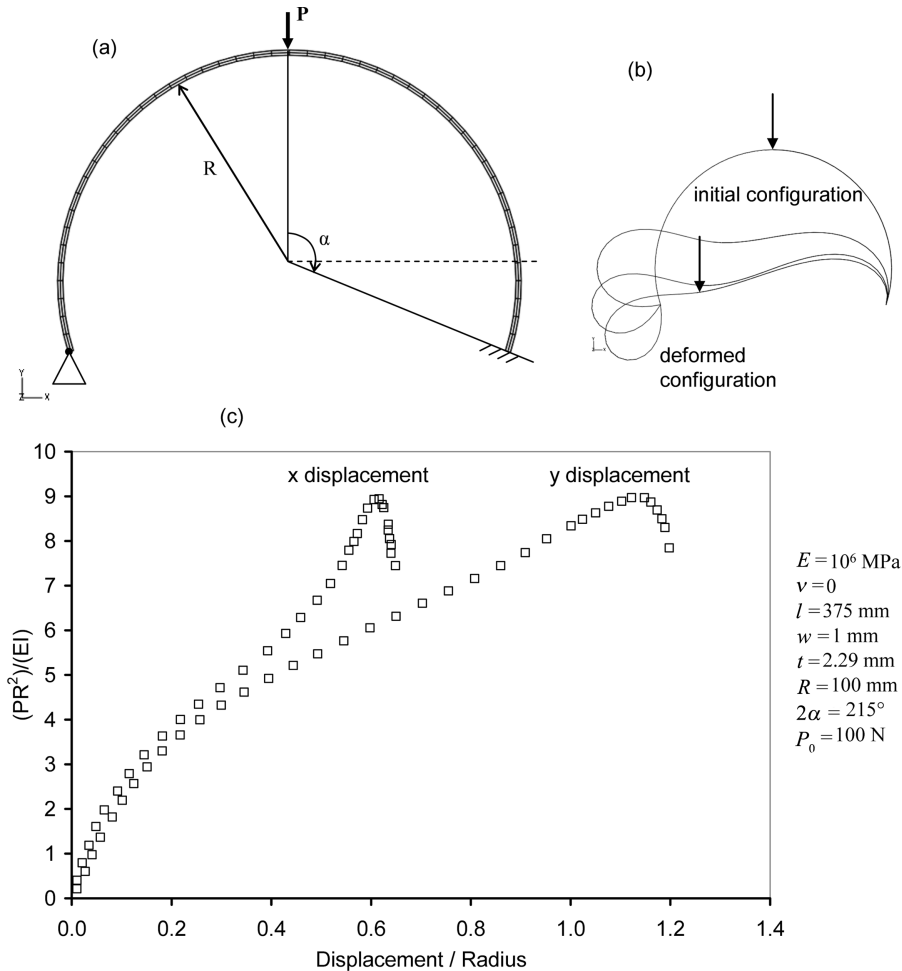 (a)
P
R
α
Y
Z X
(b)
initial configuration
deformed
configuration
(c)
x displacement
y displacement
10
9
8
7
6
5
4
3
2
1
0
(PR²)/(EI)
0.0 0.2 0.4 0.6 0.8 1.0 1.2 1.4
Displacement / Radius
E =10⁶ MPa
ν =0
l =375 mm
w =1 mm
t =2.29 mm
R =100 mm
2α = 215°
P₀ =100 N